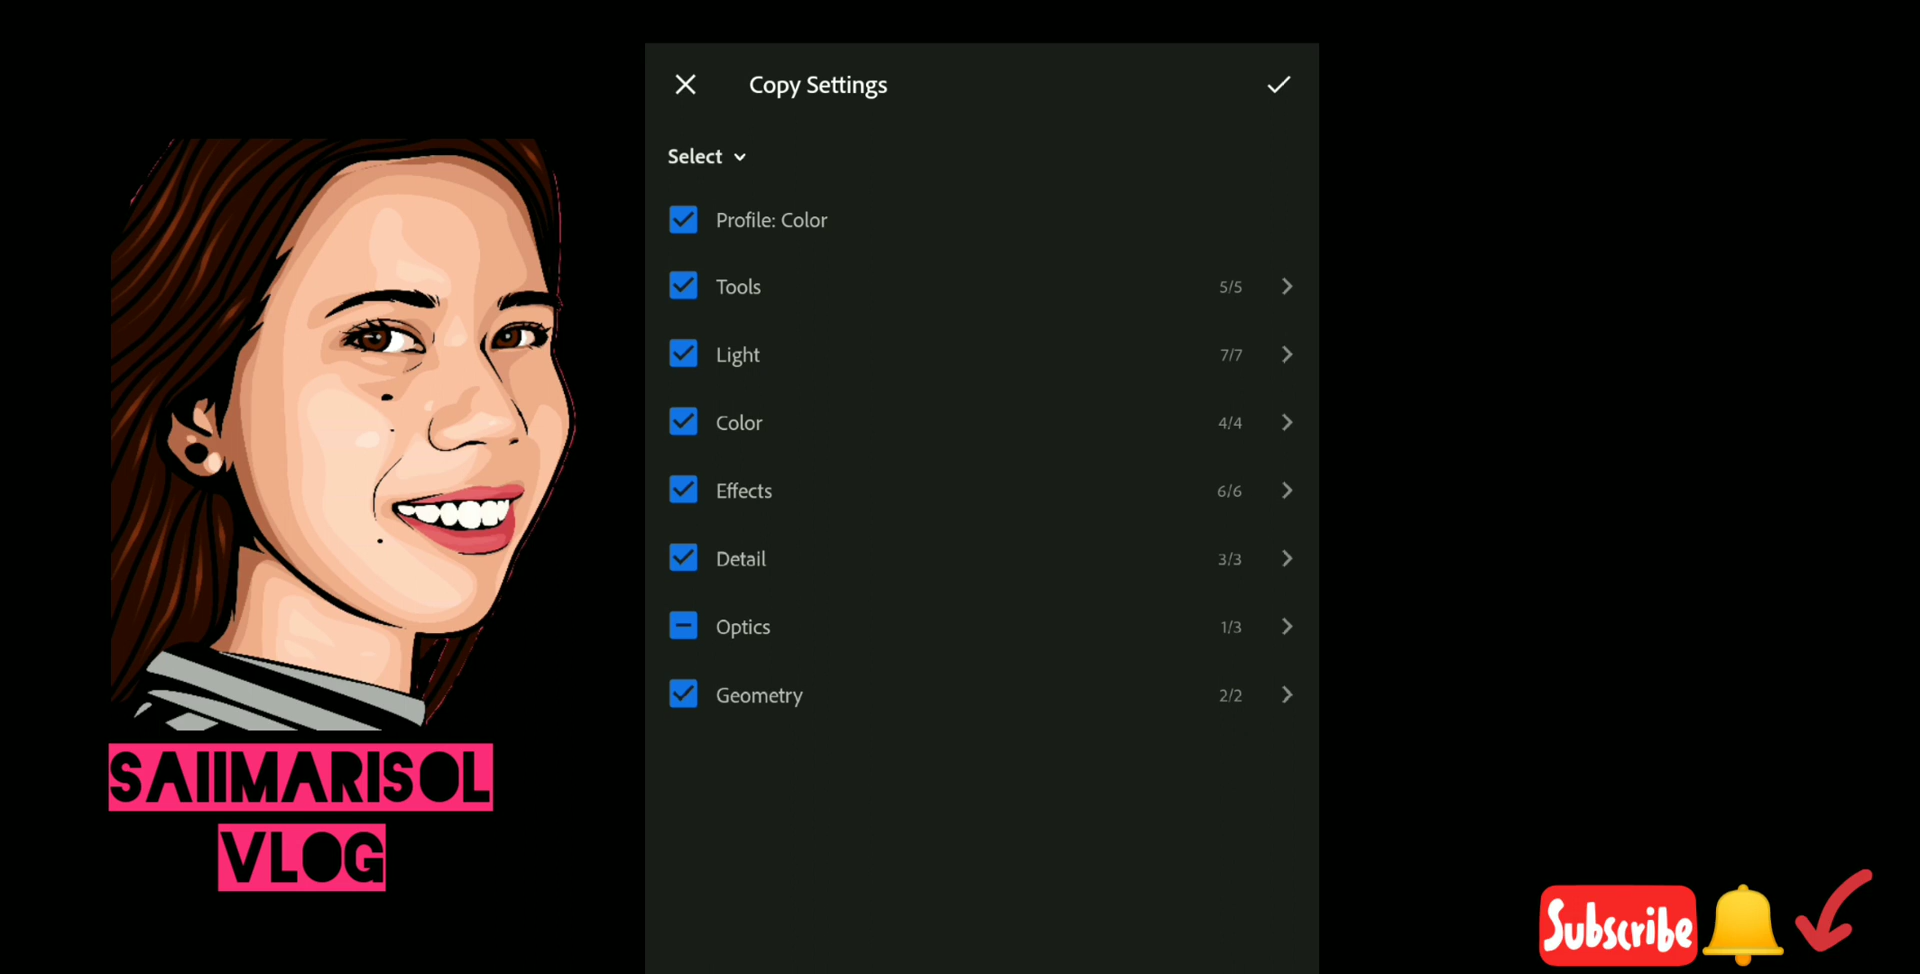 Copy Settings
Select
Profile: Color
Tools 5/5
Light 7/7
Color 4/4
Effects 6/6
Detail 3/3
Optics 1/3
Geometry 2/2
SAIIMARISOL
VLOG
Subscribe